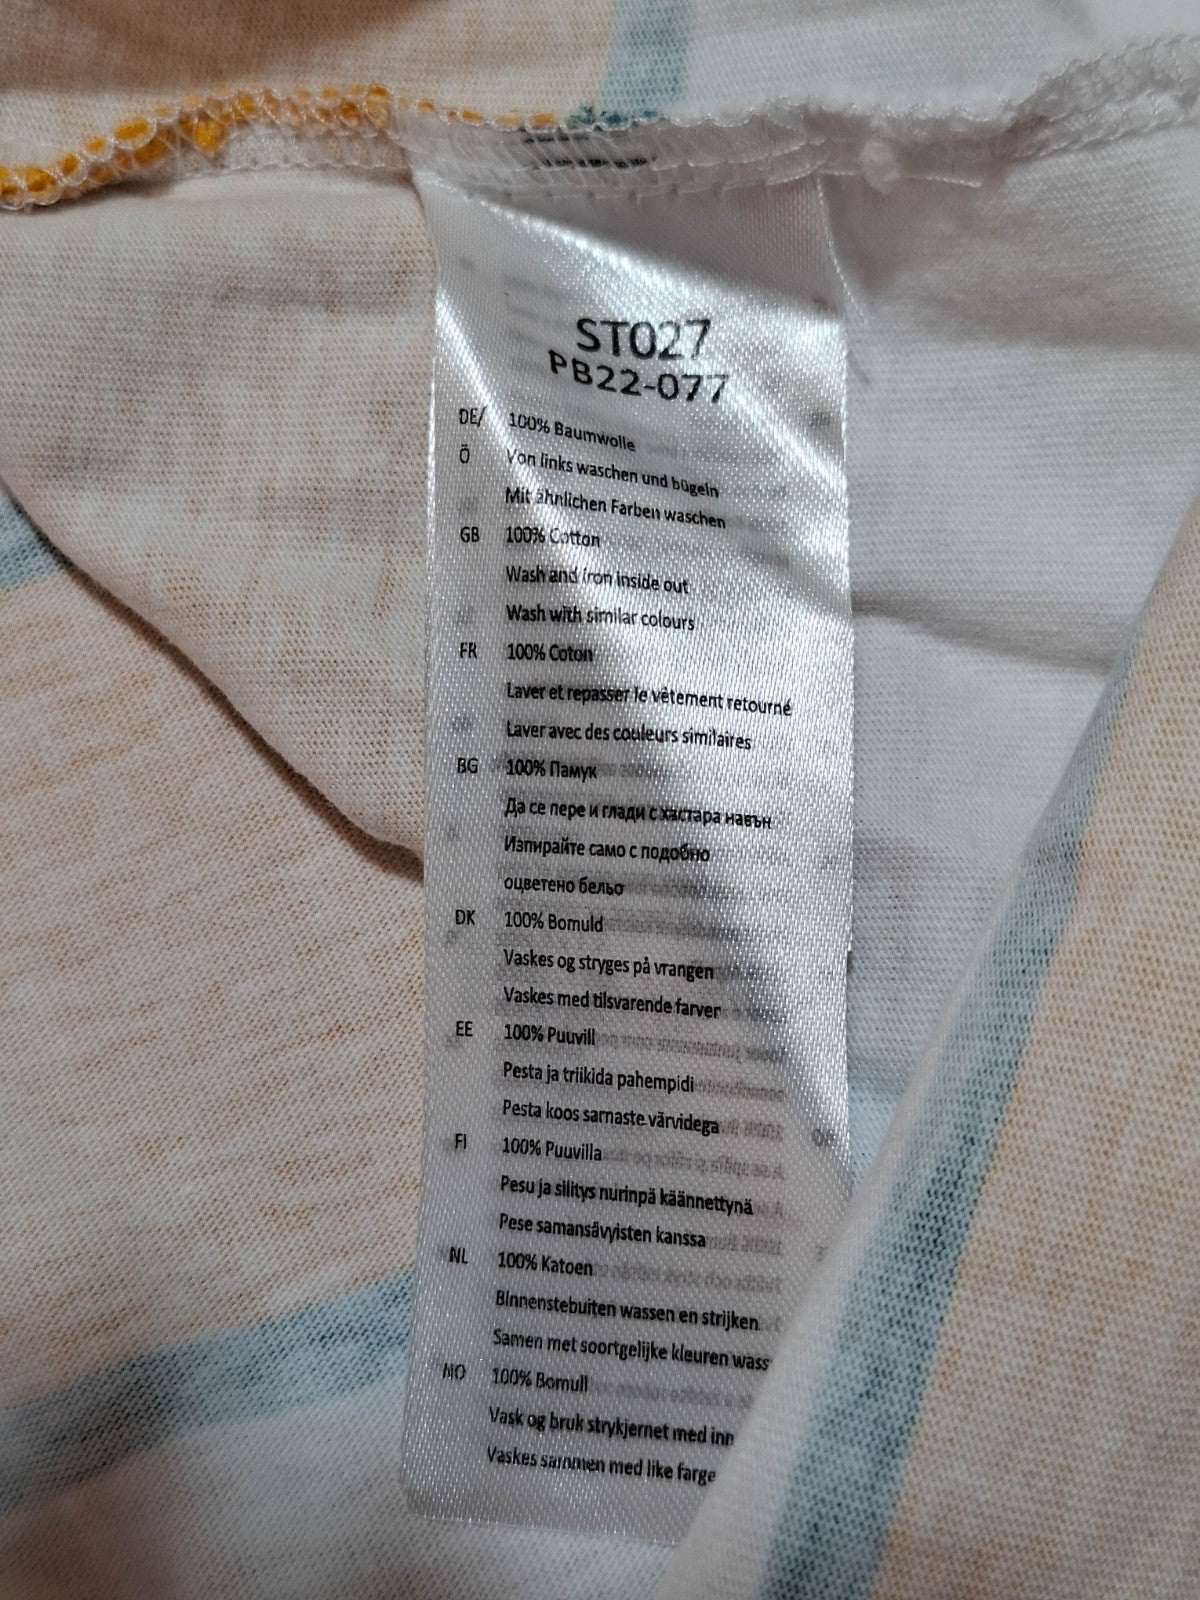 ST027
PB22-077
DE/ 100% Baumwolle
Ö Von links waschen und bügeln
Mit ähnlichen Farben waschen
GB 100% Cotton
Wash and iron inside out
Wash with similar colours
FR 100% Coton
Laver et repasser le vêtement retourné
Laver avec des couleurs similaires
BG 100% Памук
Да се пере и глади с хастара навън
Изпирайте само с подобно
оцветено бельо
DK 100% Bomuld
Vaskes og stryges på vrangen
Vaskes med tilsvarende farver
EE 100% Puuvill
Pesta ja triikida pahempidi
Pesta koos sarnaste värvidega
FI 100% Puuvilla
Pesu ja silitys nurinpä käännettynä
Pese samansävyisten kanssa
NL 100% Katoen
Binnenstebuiten wassen en strijken
Samen met soortgelijke kleuren wass
NO 100% Bomull
Vask og bruk strykjernet med inn
Vaskes sammen med like farge